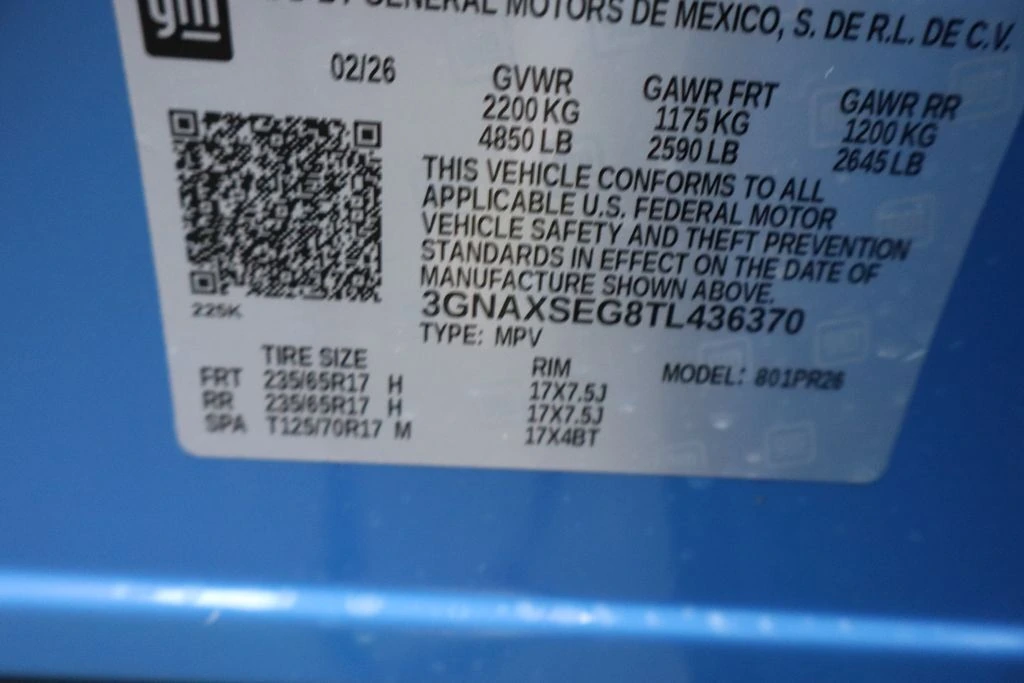 gm
BY GENERAL MOTORS DE MEXICO, S. DE R.L. DE C.V.
02/26
GVWR GAWR FRT GAWR RR
2200 KG 1175 KG 1200 KG
4850 LB 2590 LB 2645 LB
THIS VEHICLE CONFORMS TO ALL
APPLICABLE U.S. FEDERAL MOTOR
VEHICLE SAFETY AND THEFT PREVENTION
STANDARDS IN EFFECT ON THE DATE OF
MANUFACTURE SHOWN ABOVE.
3GNAXSEG8TL436370
225K
TYPE: MPV
TIRE SIZE RIM MODEL: 801PR26
FRT 235/65R17 H 17X7.5J
RR 235/65R17 H 17X7.5J
SPA T125/70R17 M 17X4BT